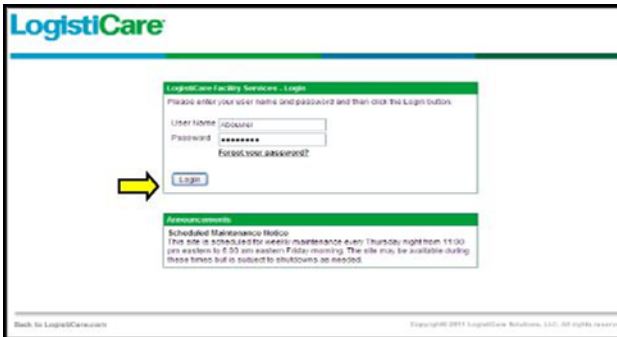 LogistiCare
LogistiCare Facility Services - Login
Please enter your user name and password and then click the Login button.
User Name
Password ••••••••
Forgot your password?
Login
Announcements
Scheduled Maintenance Notice
This site is scheduled for weekly maintenance every Thursday night from 11:00
pm eastern to 6:00 am eastern Friday morning. The site may be available during
these times but is subject to shutdowns as needed.
Back to LogistiCare.com
Copyright© 2011 LogistiCare Solutions, LLC. All rights